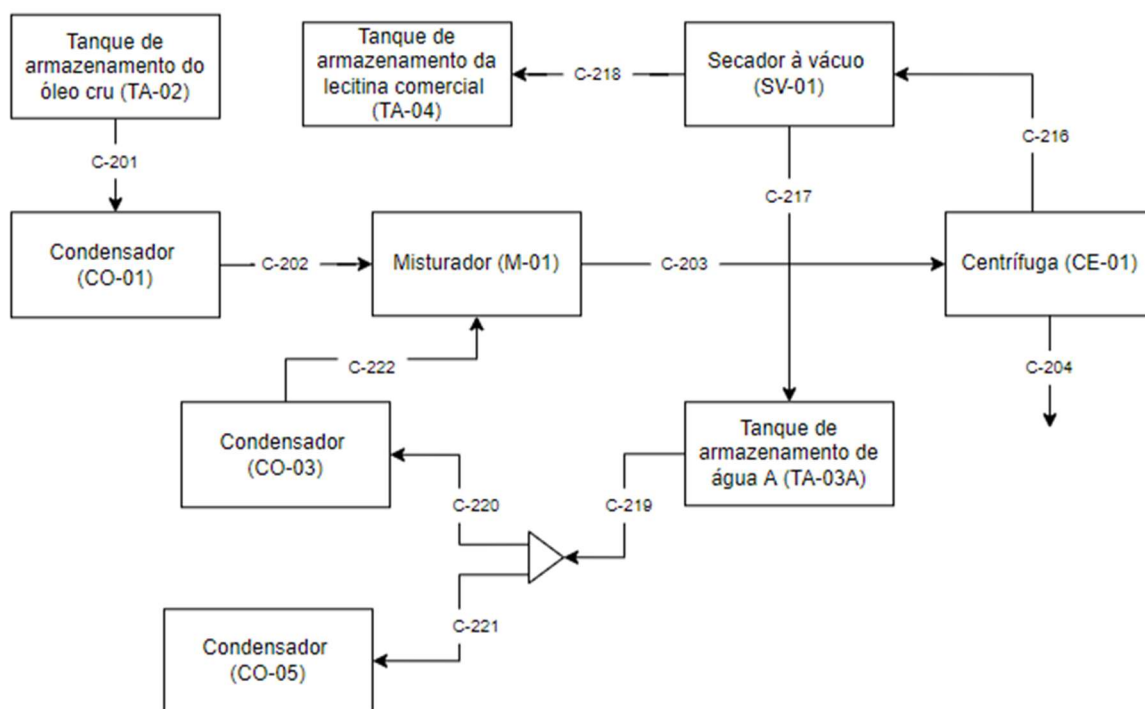 Tanque de
armazenamento do
óleo cru (TA-02)
Tanque de
armazenamento da
lecitina comercial
(TA-04)
C-218
Secador à vácuo
(SV-01)
C-216
C-201
C-217
Condensador
(CO-01)
C-202
Misturador (M-01)
C-203
Centrífuga (CE-01)
C-222
C-204
Condensador
(CO-03)
C-220
C-219
Tanque de
armazenamento de
água A (TA-03A)
C-221
Condensador
(CO-05)